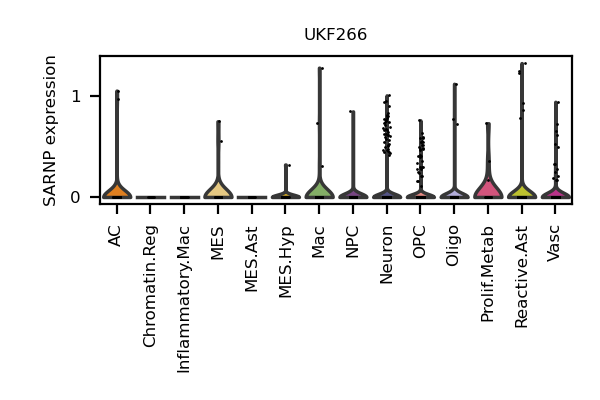 UKF266
SARNP expression
1
0
AC
Chromatin.Reg
Inflammatory.Mac
MES
MES.Ast
MES.Hyp
Mac
NPC
Neuron
OPC
Oligo
Prolif.Metab
Reactive.Ast
Vasc